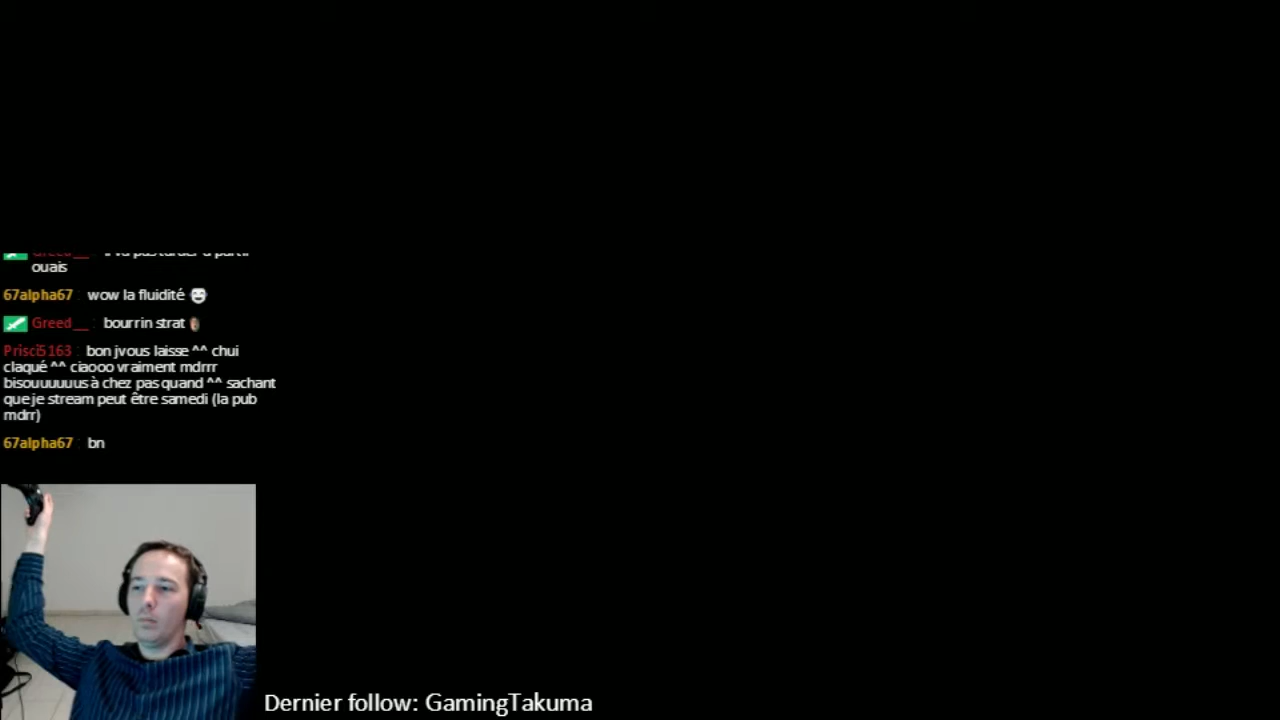 ouais
67alpha67 : wow la fluidité
Greed__ : bourrin strat
Prisci5163 : bon jvous laisse ^^ chui
claqué ^^ ciaooo vraiment mdrrr
bisouuuuuus à chez pas quand ^^ sachant
que je stream peut être samedi (la pub
mdrr)
67alpha67 : bn
Dernier follow: GamingTakuma